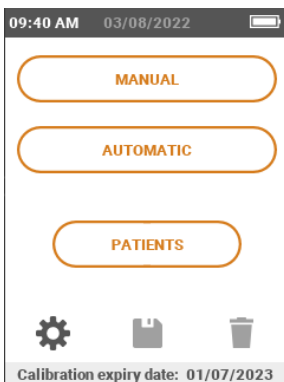 09:40 AM 03/08/2022
MANUAL
AUTOMATIC
PATIENTS
Calibration expiry date: 01/07/2023